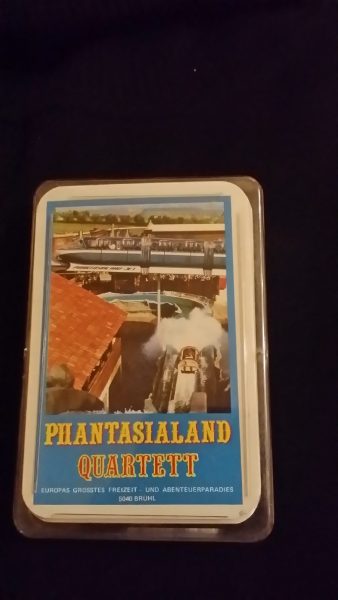 PHANTASIALAND
QUARTETT
EUROPAS GRÖSSTES FREIZEIT - UND ABENTEUERPARADIES
5040 BRÜHL